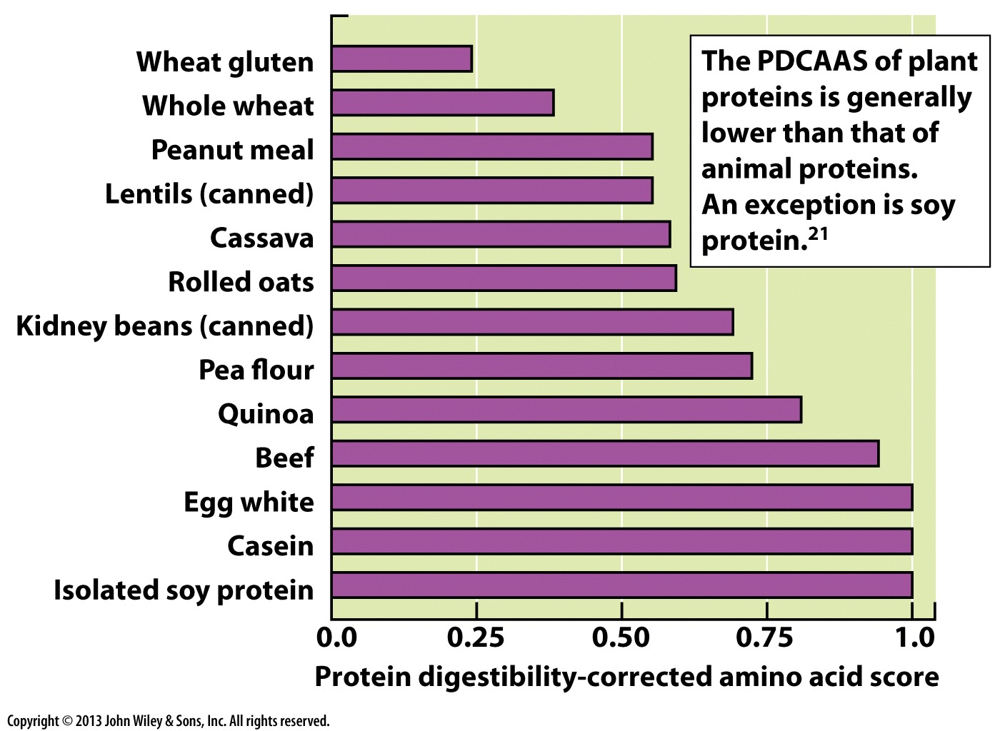 Wheat gluten
Whole wheat
Peanut meal
Lentils (canned)
Cassava
Rolled oats
Kidney beans (canned)
Pea flour
Quinoa
Beef
Egg white
Casein
Isolated soy protein
The PDCAAS of plant
proteins is generally
lower than that of
animal proteins.
An exception is soy
protein.²¹
0.0 0.25 0.50 0.75 1.0
Protein digestibility-corrected amino acid score
Copyright © 2013 John Wiley & Sons, Inc. All rights reserved.